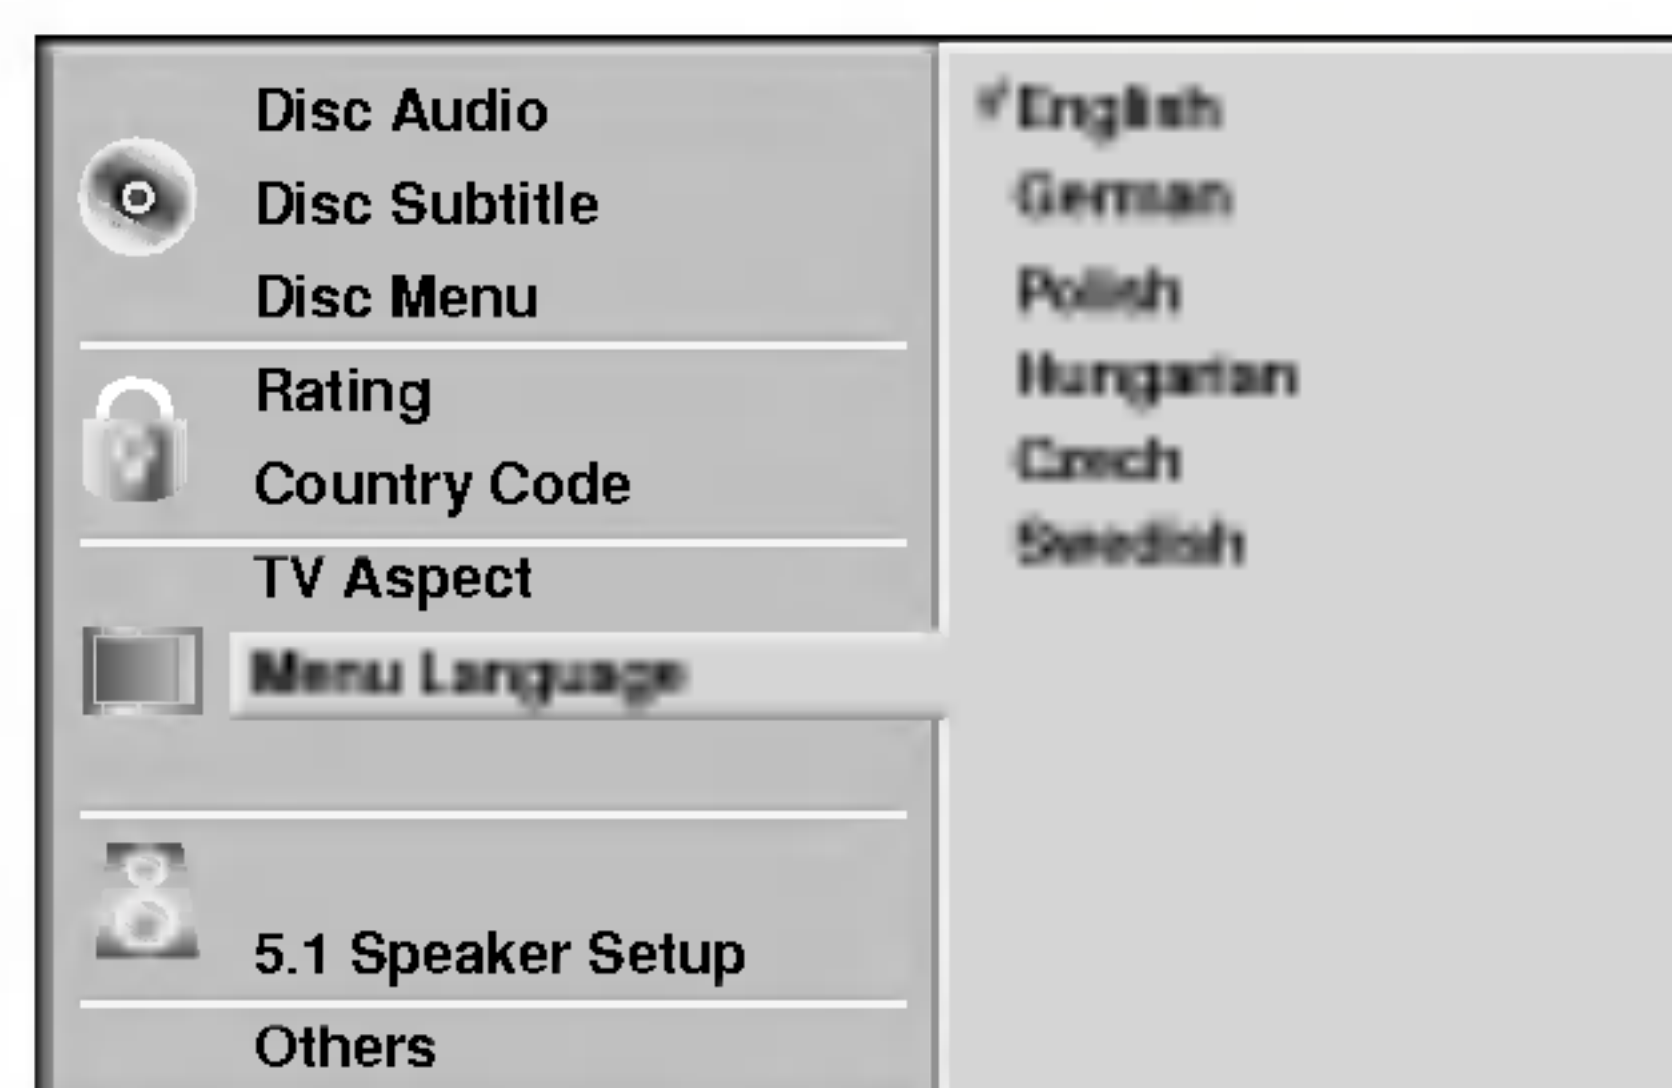 Disc Audio
Disc Subtitle
Disc Menu
Rating
Country Code
TV Aspect
Menu Language
5.1 Speaker Setup
Others
✓English
German
Polish
Hungarian
Czech
Swedish